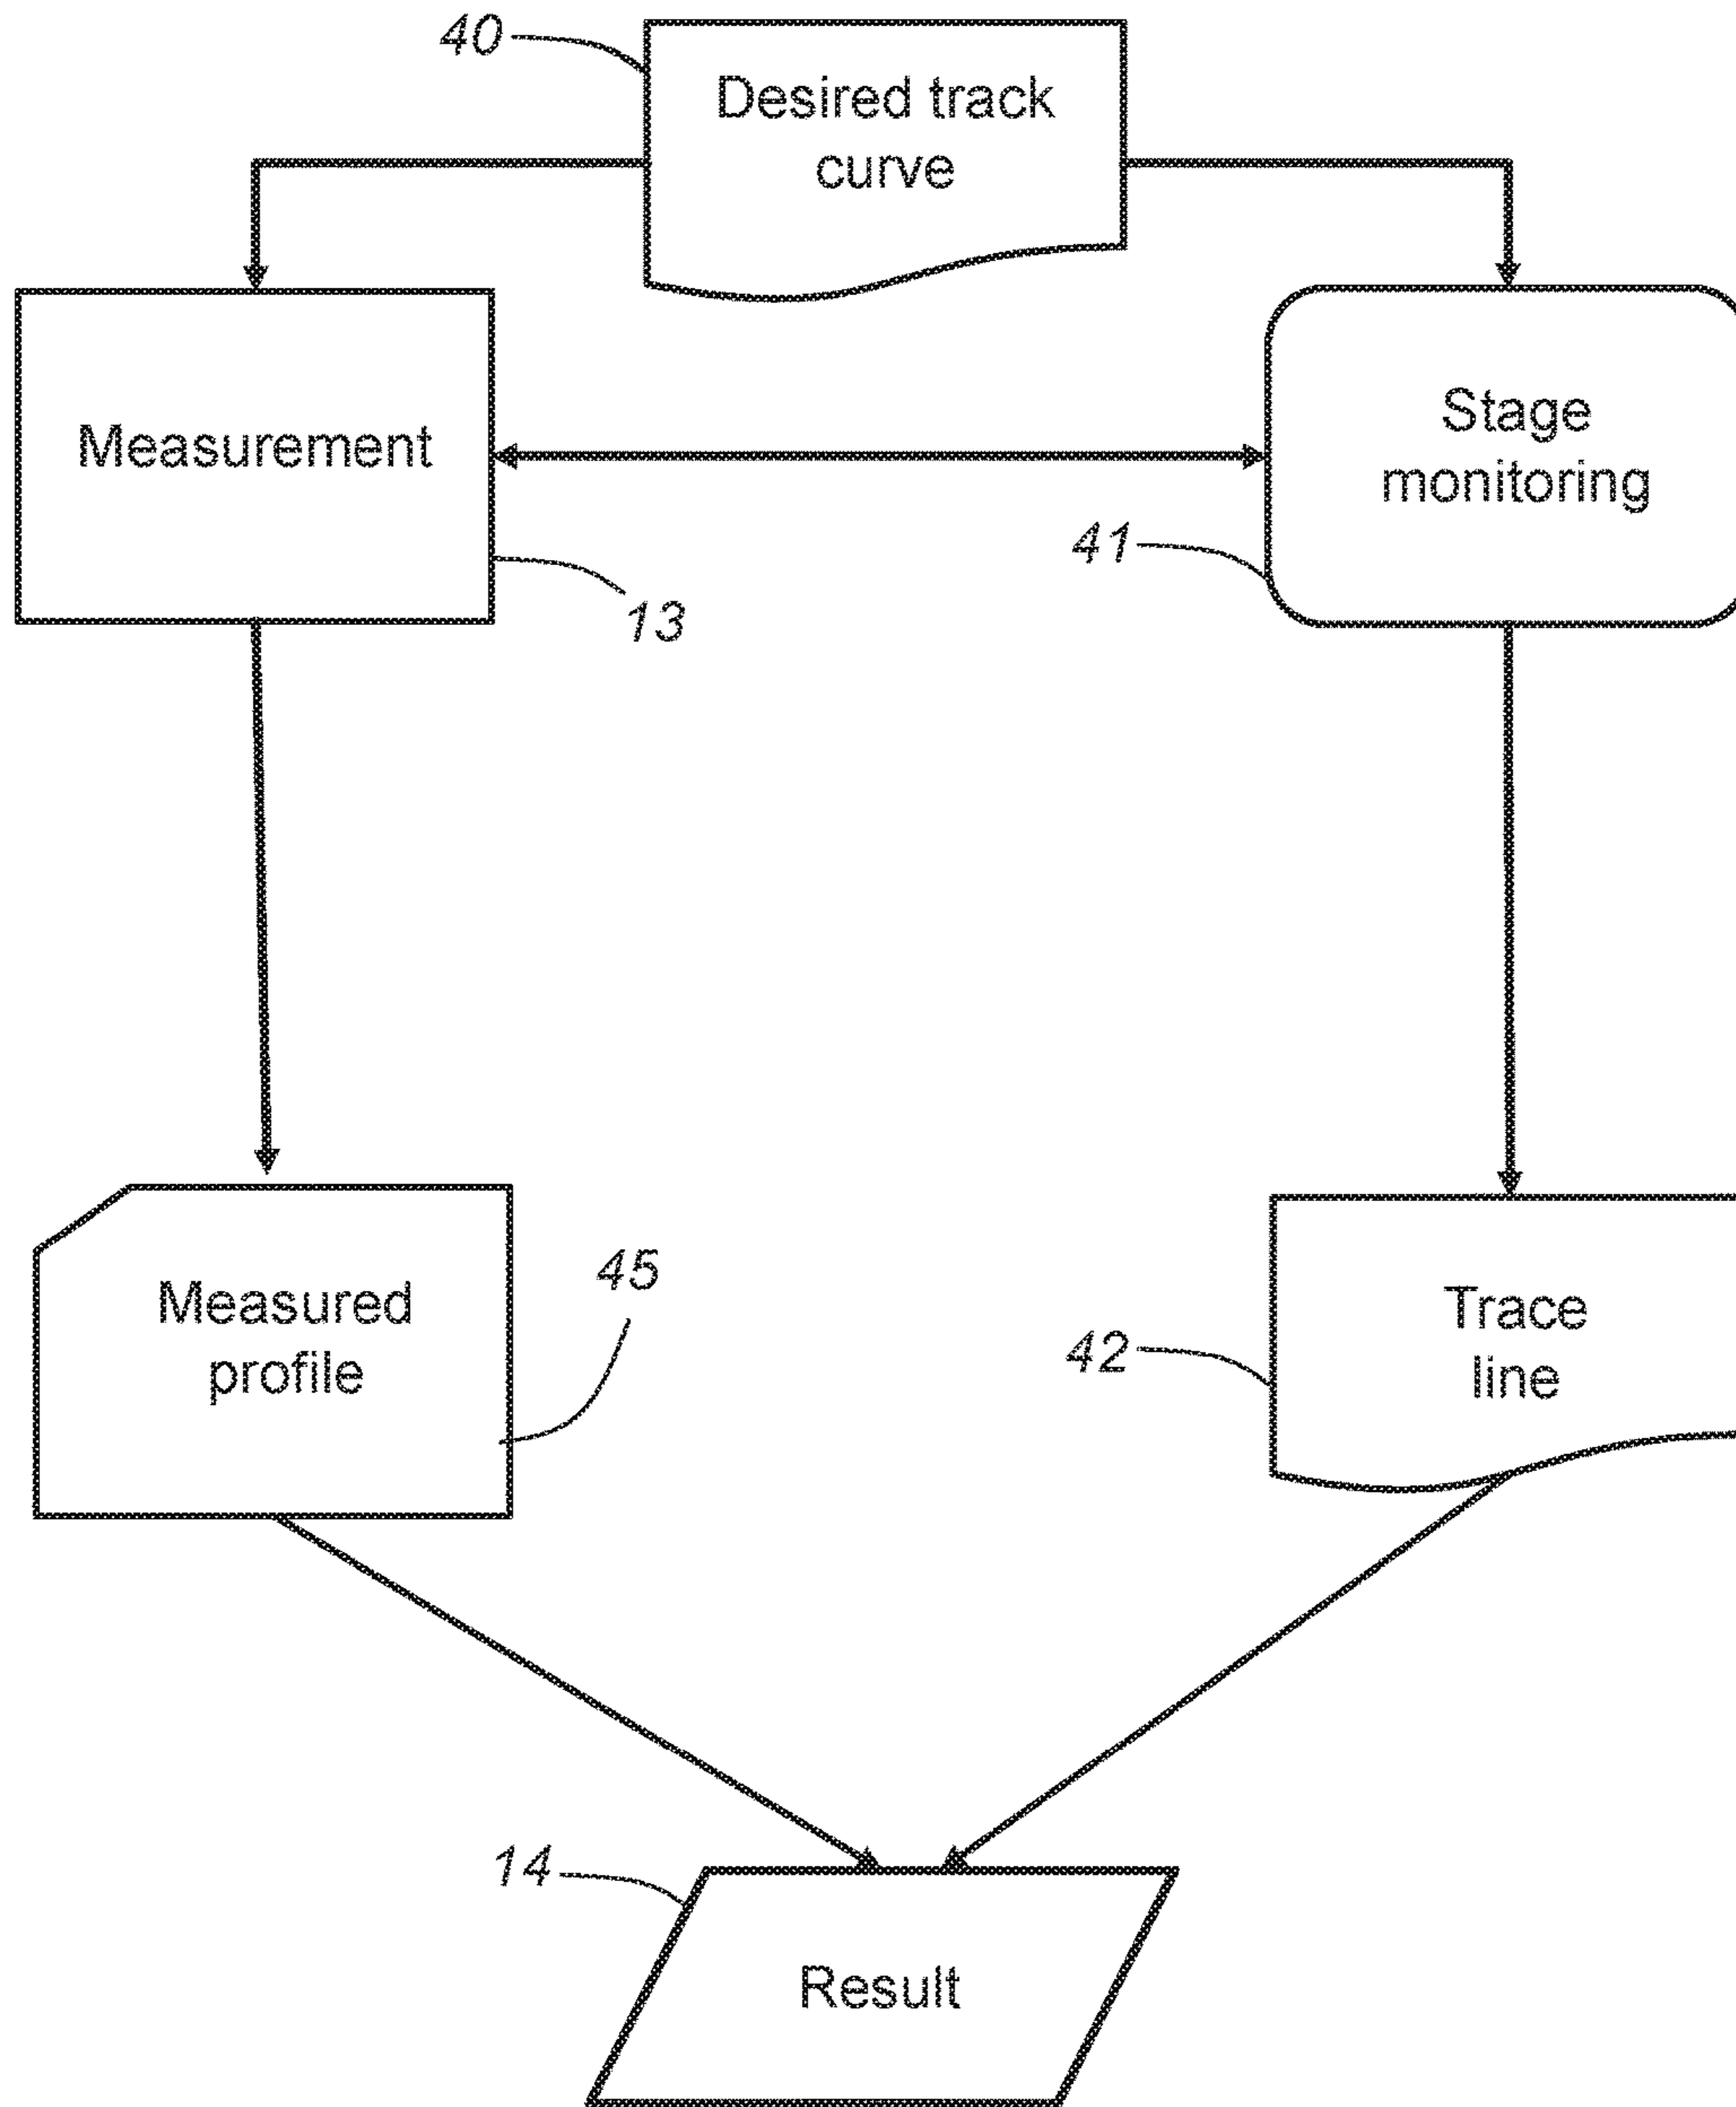 40
Desired track
curve
Measurement
Stage
monitoring
41
13
Measured
profile
45
Trace
line
42
14
Result